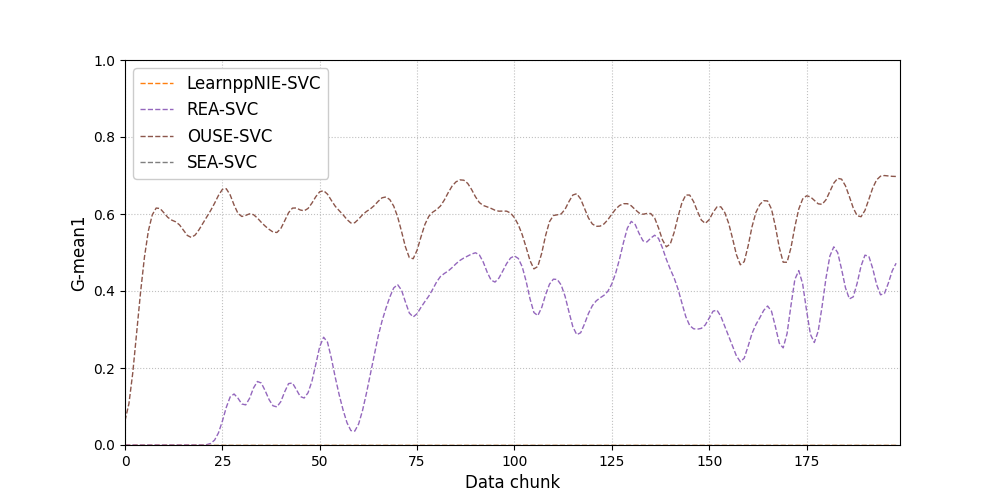 1.0
0.8
0.6
0.4
0.2
0.0
G-mean1
LearnppNIE-SVC
REA-SVC
OUSE-SVC
SEA-SVC
0 25 50 75 100 125 150 175
Data chunk